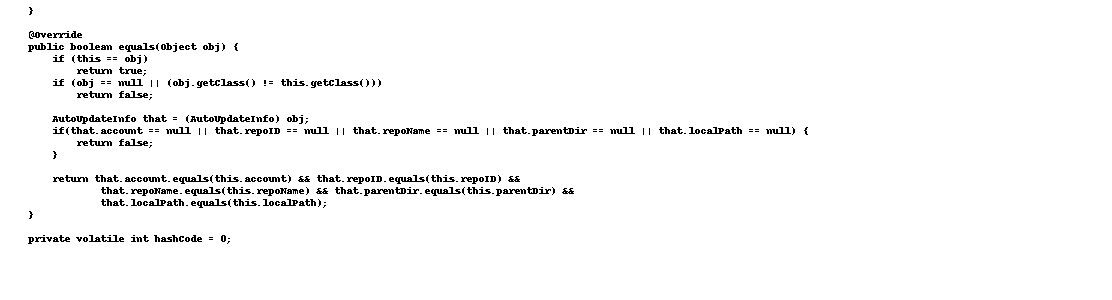 }
@Override
public boolean equals(Object obj) {
if (this == obj)
return true;
if (obj == null || (obj.getClass() != this.getClass()))
return false;
AutoUpdateInfo that = (AutoUpdateInfo) obj;
if(that.account == null || that.repoID == null || that.repoName == null || that.parentDir == null || that.localPath == null) {
return false;
}
return that.account.equals(this.account) && that.repoID.equals(this.repoID) &&
that.repoName.equals(this.repoName) && that.parentDir.equals(this.parentDir) &&
that.localPath.equals(this.localPath);
}
private volatile int hashCode = 0;